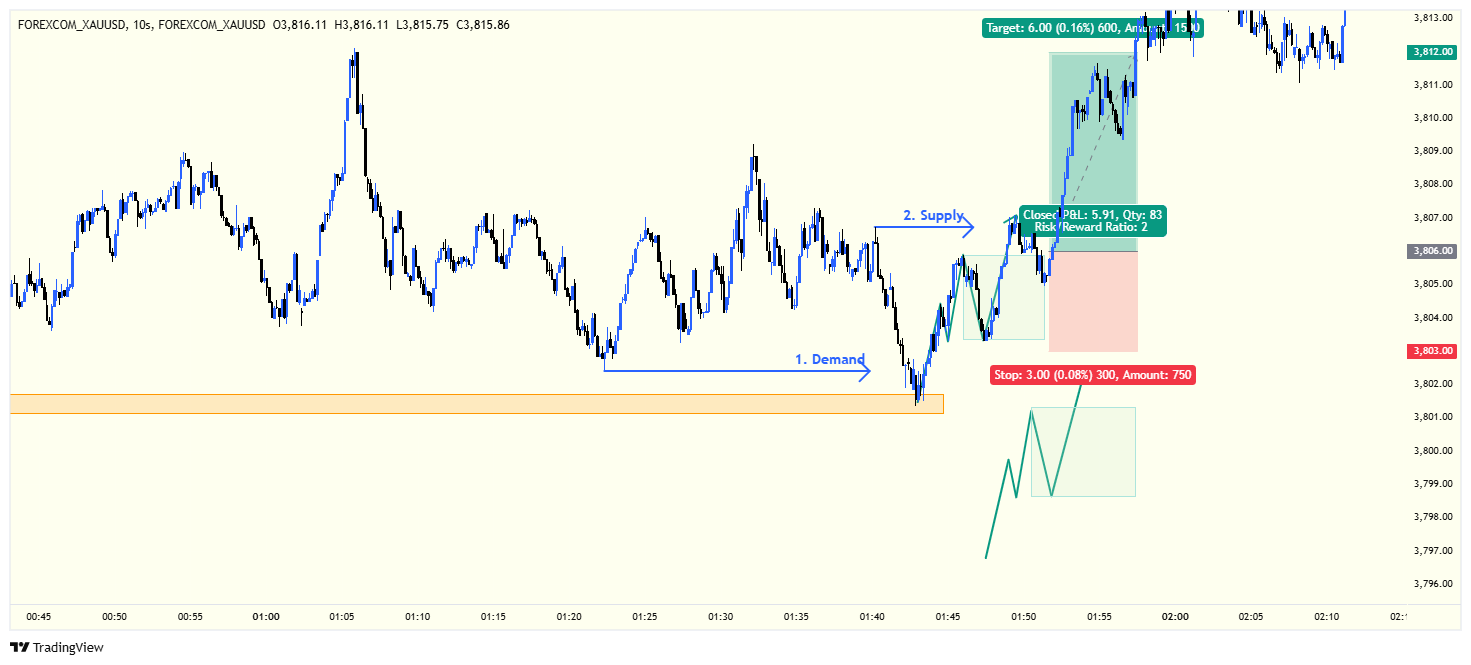 FOREXCOM_XAUUSD, 10s, FOREXCOM_XAUUSD O3,816.11 H3,816.11 L3,815.75 C3,815.86
Target: 6.00 (0.16%) 600, Amount: 1500
2. Supply
Closed P&L: 5.91, Qty: 83
Risk/Reward Ratio: 2
1. Demand
Stop: 3.00 (0.08%) 300, Amount: 750
3,813.00
3,812.00
3,811.00
3,810.00
3,809.00
3,808.00
3,807.00
3,806.00
3,805.00
3,804.00
3,803.00
3,802.00
3,801.00
3,800.00
3,799.00
3,798.00
3,797.00
3,796.00
00:45 00:50 00:55 01:00 01:05 01:10 01:15 01:20 01:25 01:30 01:35 01:40 01:45 01:50 01:55 02:00 02:05 02:10
TradingView